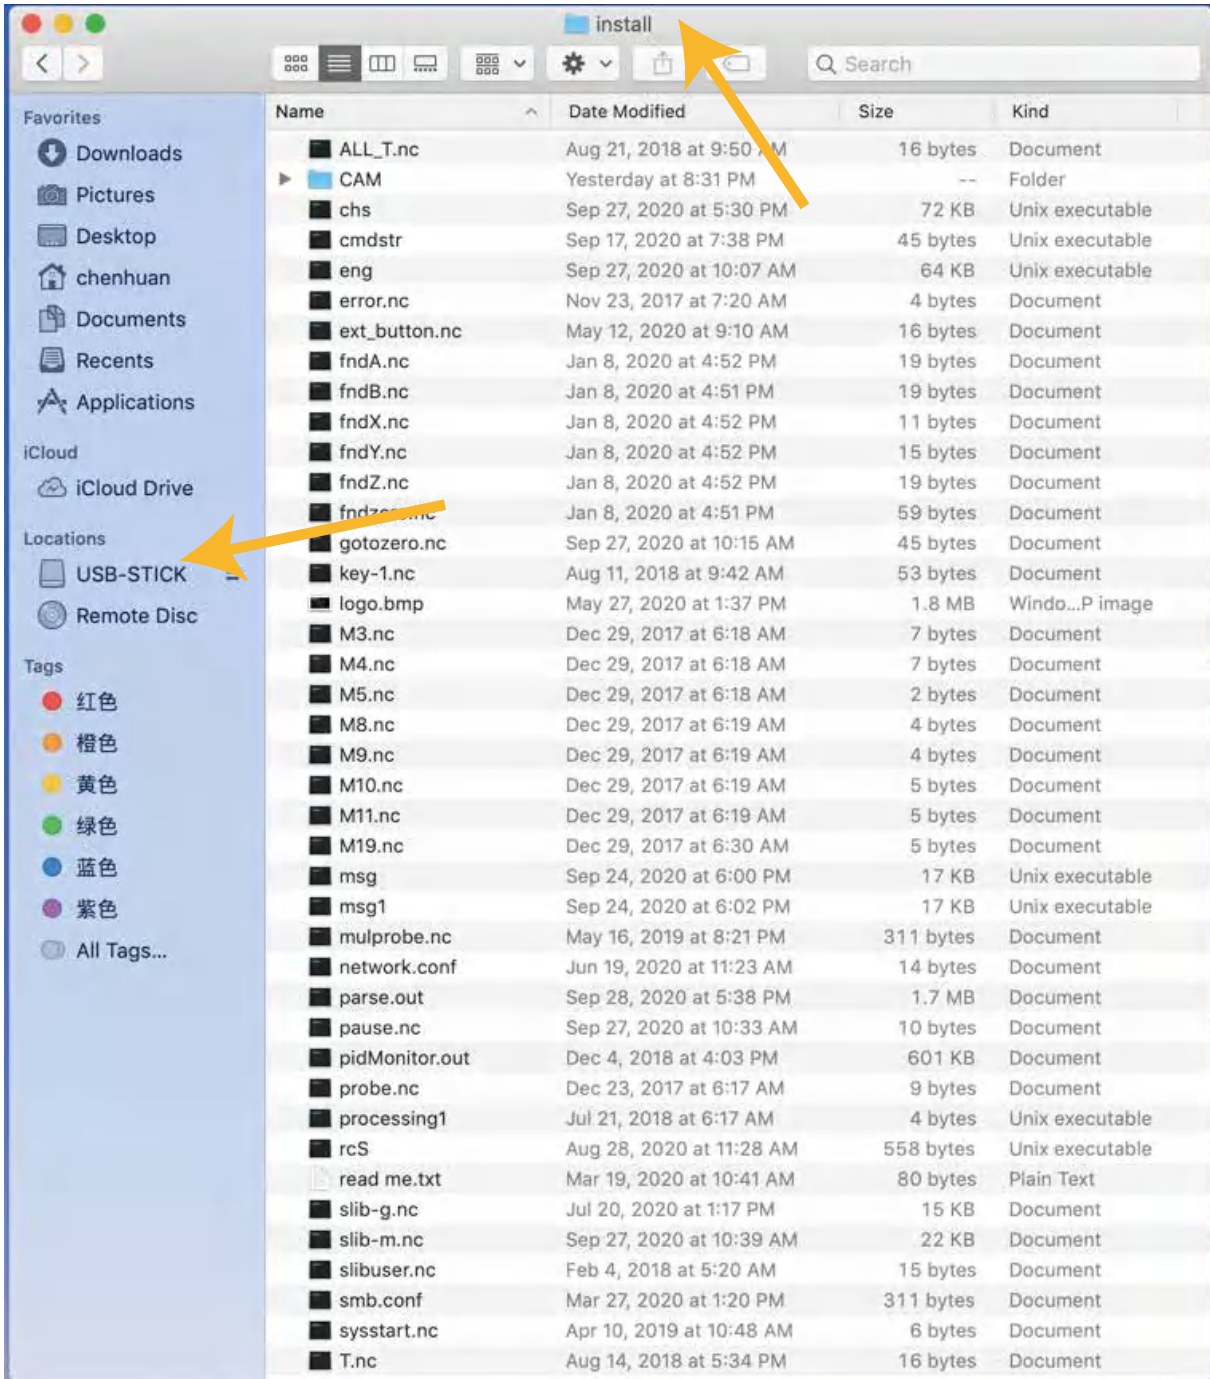 install
Search
Favorites
Downloads
Pictures
Desktop
chenhuan
Documents
Recents
Applications
iCloud
iCloud Drive
Locations
USB-STICK
Remote Disc
Tags
红色
橙色
黄色
绿色
蓝色
紫色
All Tags...
Name Date Modified Size Kind
ALL_T.nc Aug 21, 2018 at 9:50 AM 16 bytes Document
CAM Yesterday at 8:31 PM -- Folder
chs Sep 27, 2020 at 5:30 PM 72 KB Unix executable
cmdstr Sep 17, 2020 at 7:38 PM 45 bytes Unix executable
eng Sep 27, 2020 at 10:07 AM 64 KB Unix executable
error.nc Nov 23, 2017 at 7:20 AM 4 bytes Document
ext_button.nc May 12, 2020 at 9:10 AM 16 bytes Document
fndA.nc Jan 8, 2020 at 4:52 PM 19 bytes Document
fndB.nc Jan 8, 2020 at 4:51 PM 19 bytes Document
fndX.nc Jan 8, 2020 at 4:52 PM 11 bytes Document
fndY.nc Jan 8, 2020 at 4:52 PM 15 bytes Document
fndZ.nc Jan 8, 2020 at 4:52 PM 19 bytes Document
fndzero.nc Jan 8, 2020 at 4:51 PM 59 bytes Document
gotozero.nc Sep 27, 2020 at 10:15 AM 45 bytes Document
key-1.nc Aug 11, 2018 at 9:42 AM 53 bytes Document
logo.bmp May 27, 2020 at 1:37 PM 1.8 MB Windo...P image
M3.nc Dec 29, 2017 at 6:18 AM 7 bytes Document
M4.nc Dec 29, 2017 at 6:18 AM 7 bytes Document
M5.nc Dec 29, 2017 at 6:18 AM 2 bytes Document
M8.nc Dec 29, 2017 at 6:19 AM 4 bytes Document
M9.nc Dec 29, 2017 at 6:19 AM 4 bytes Document
M10.nc Dec 29, 2017 at 6:19 AM 5 bytes Document
M11.nc Dec 29, 2017 at 6:19 AM 5 bytes Document
M19.nc Dec 29, 2017 at 6:30 AM 5 bytes Document
msg Sep 24, 2020 at 6:00 PM 17 KB Unix executable
msg1 Sep 24, 2020 at 6:02 PM 17 KB Unix executable
mulprobe.nc May 16, 2019 at 8:21 PM 311 bytes Document
network.conf Jun 19, 2020 at 11:23 AM 14 bytes Document
parse.out Sep 28, 2020 at 5:38 PM 1.7 MB Document
pause.nc Sep 27, 2020 at 10:33 AM 10 bytes Document
pidMonitor.out Dec 4, 2018 at 4:03 PM 601 KB Document
probe.nc Dec 23, 2017 at 6:17 AM 9 bytes Document
processing1 Jul 21, 2018 at 6:17 AM 4 bytes Unix executable
rcS Aug 28, 2020 at 11:28 AM 558 bytes Unix executable
read me.txt Mar 19, 2020 at 10:41 AM 80 bytes Plain Text
slib-g.nc Jul 20, 2020 at 1:17 PM 15 KB Document
slib-m.nc Sep 27, 2020 at 10:39 AM 22 KB Document
slibuser.nc Feb 4, 2018 at 5:20 AM 15 bytes Document
smb.conf Mar 27, 2020 at 1:20 PM 311 bytes Document
sysstart.nc Apr 10, 2019 at 10:48 AM 6 bytes Document
T.nc Aug 14, 2018 at 5:34 PM 16 bytes Document